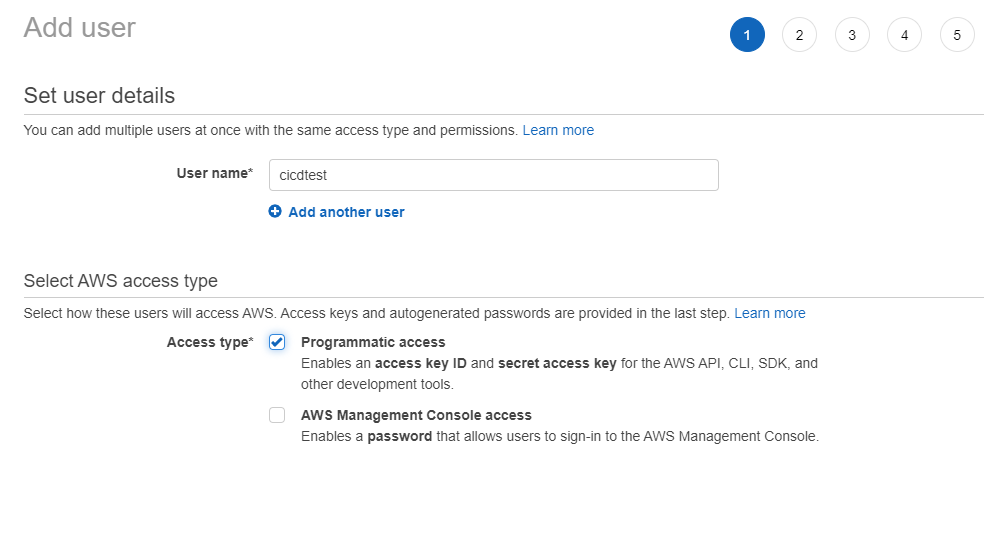 Add user
1 2 3 4 5
Set user details
You can add multiple users at once with the same access type and permissions. Learn more
User name* cicdtest
Add another user
Select AWS access type
Select how these users will access AWS. Access keys and autogenerated passwords are provided in the last step. Learn more
Access type* Programmatic access
Enables an access key ID and secret access key for the AWS API, CLI, SDK, and
other development tools.
AWS Management Console access
Enables a password that allows users to sign-in to the AWS Management Console.